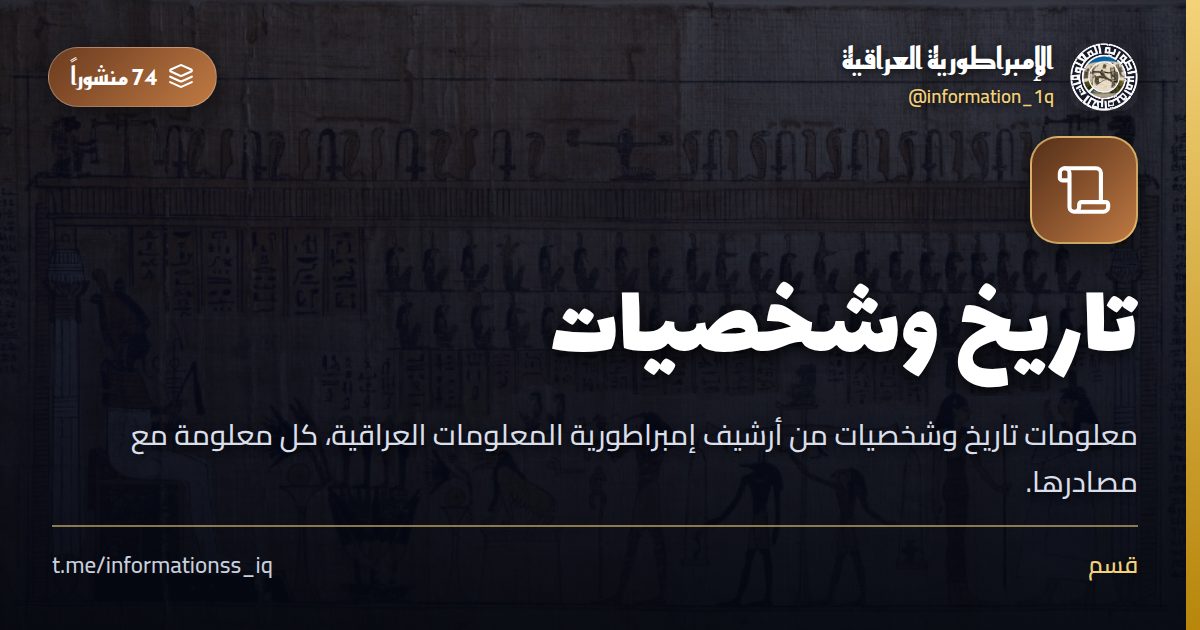 الإمبراطورية العراقية
@information_1q
74 منشوراً
تاريخ وشخصيات
معلومات تاريخ وشخصيات من أرشيف إمبراطورية المعلومات العراقية، كل معلومة مع
مصادرها.
قسم
t.me/informationss_iq